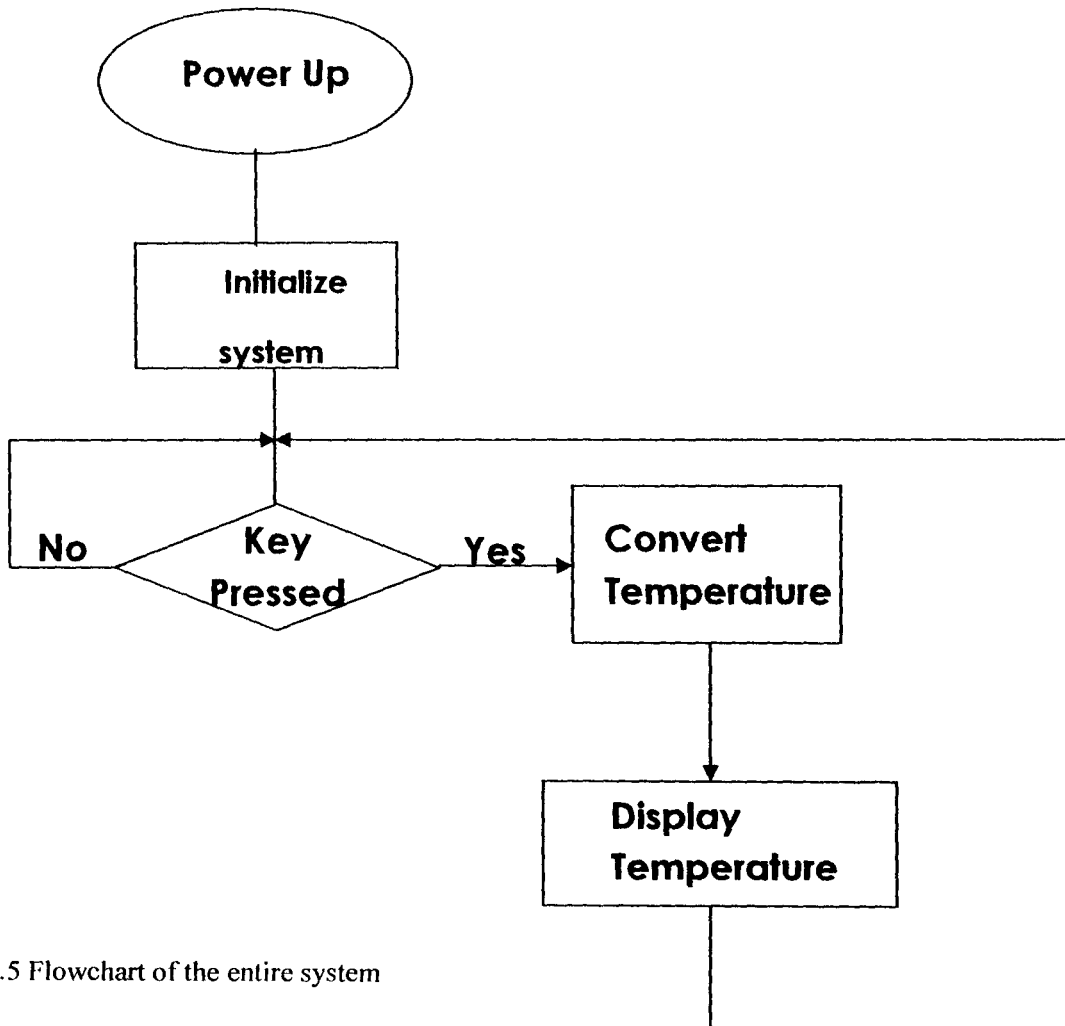 Power Up
Initialize
system
No
Key
Pressed
Yes
Convert
Temperature
Display
Temperature
.5 Flowchart of the entire system